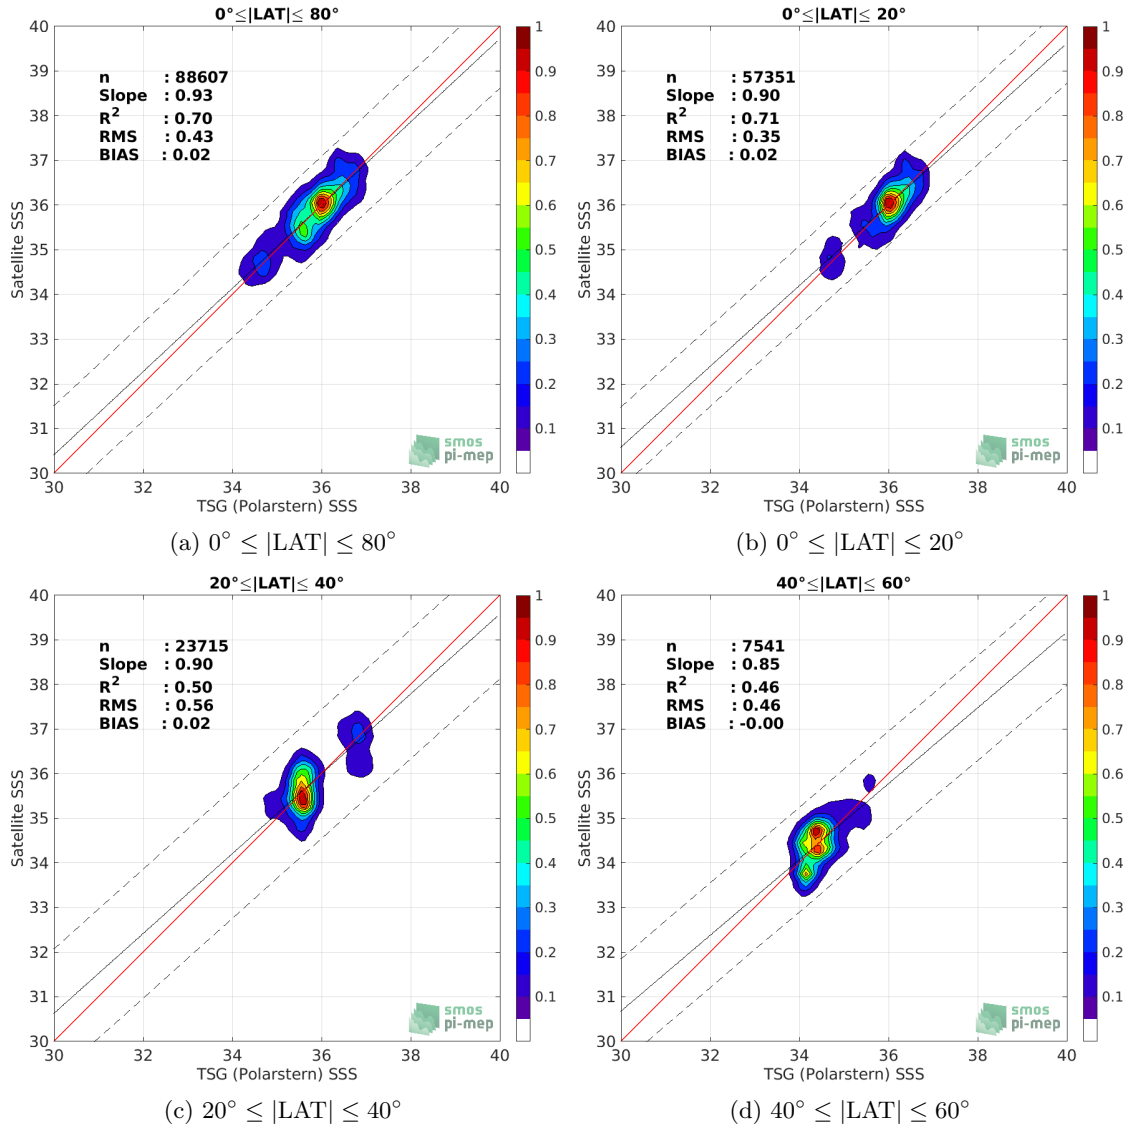 0°≤|LAT|≤ 80°
n : 88607
Slope : 0.93
R² : 0.70
RMS : 0.43
BIAS : 0.02
40
39
38
37
36
35
34
33
32
31
30
30 32 34 36 38 40
Satellite SSS
TSG (Polarstern) SSS
1
0.9
0.8
0.7
0.6
0.5
0.4
0.3
0.2
0.1
smos
pi-mep
(a) 0° ≤ |LAT| ≤ 80°
0°≤|LAT|≤ 20°
n : 57351
Slope : 0.90
R² : 0.71
RMS : 0.35
BIAS : 0.02
40
39
38
37
36
35
34
33
32
31
30
30 32 34 36 38 40
Satellite SSS
TSG (Polarstern) SSS
1
0.9
0.8
0.7
0.6
0.5
0.4
0.3
0.2
0.1
smos
pi-mep
(b) 0° ≤ |LAT| ≤ 20°
20°≤|LAT|≤ 40°
n : 23715
Slope : 0.90
R² : 0.50
RMS : 0.56
BIAS : 0.02
40
39
38
37
36
35
34
33
32
31
30
30 32 34 36 38 40
Satellite SSS
TSG (Polarstern) SSS
1
0.9
0.8
0.7
0.6
0.5
0.4
0.3
0.2
0.1
smos
pi-mep
(c) 20° ≤ |LAT| ≤ 40°
40°≤|LAT|≤ 60°
n : 7541
Slope : 0.85
R² : 0.46
RMS : 0.46
BIAS : -0.00
40
39
38
37
36
35
34
33
32
31
30
30 32 34 36 38 40
Satellite SSS
TSG (Polarstern) SSS
1
0.9
0.8
0.7
0.6
0.5
0.4
0.3
0.2
0.1
smos
pi-mep
(d) 40° ≤ |LAT| ≤ 60°